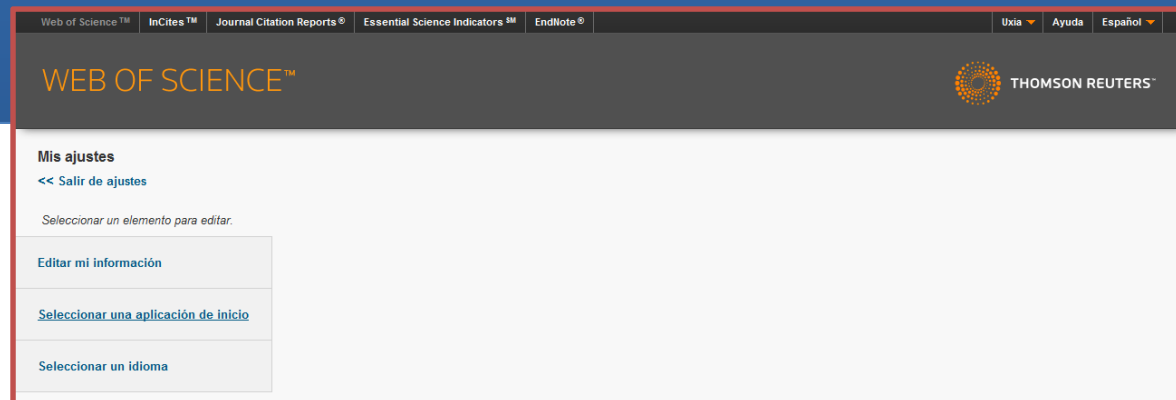 Web of Science™ InCites™ Journal Citation Reports® Essential Science Indicators SM EndNote® Uxia Ayuda Español
WEB OF SCIENCE™ THOMSON REUTERS™
Mis ajustes
<< Salir de ajustes
Seleccionar un elemento para editar.
Editar mi información
Seleccionar una aplicación de inicio
Seleccionar un idioma